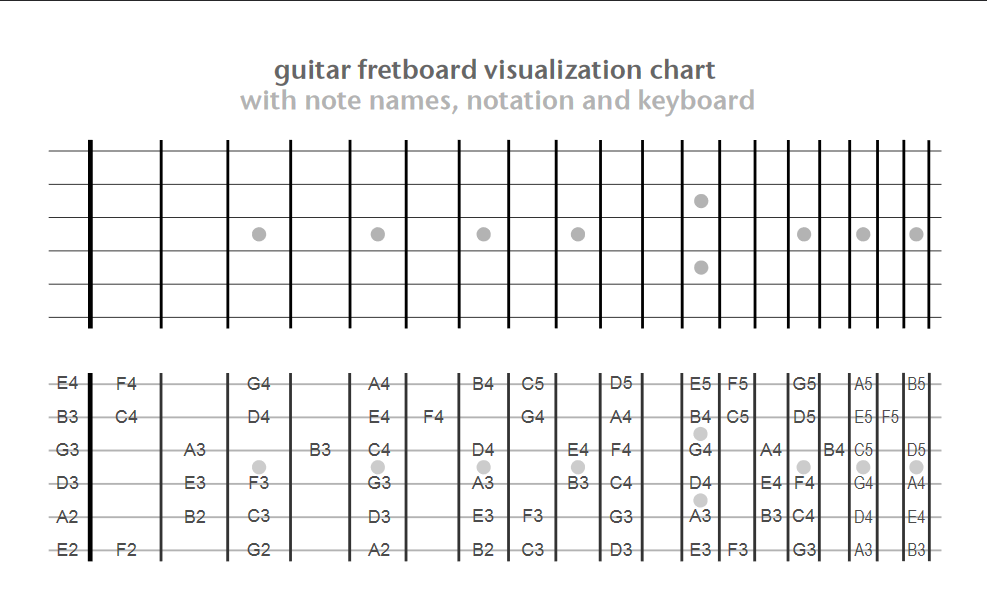 guitar fretboard visualization chart
with note names, notation and keyboard
E4 F4 G4 A4 B4 C5 D5 E5 F5 G5 A5 B5
B3 C4 D4 E4 F4 G4 A4 B4 C5 D5 E5 F5
G3 A3 B3 C4 D4 E4 F4 G4 A4 B4 C5 D5
D3 E3 F3 G3 A3 B3 C4 D4 E4 F4 G4 A4
A2 B2 C3 D3 E3 F3 G3 A3 B3 C4 D4 E4
E2 F2 G2 A2 B2 C3 D3 E3 F3 G3 A3 B3